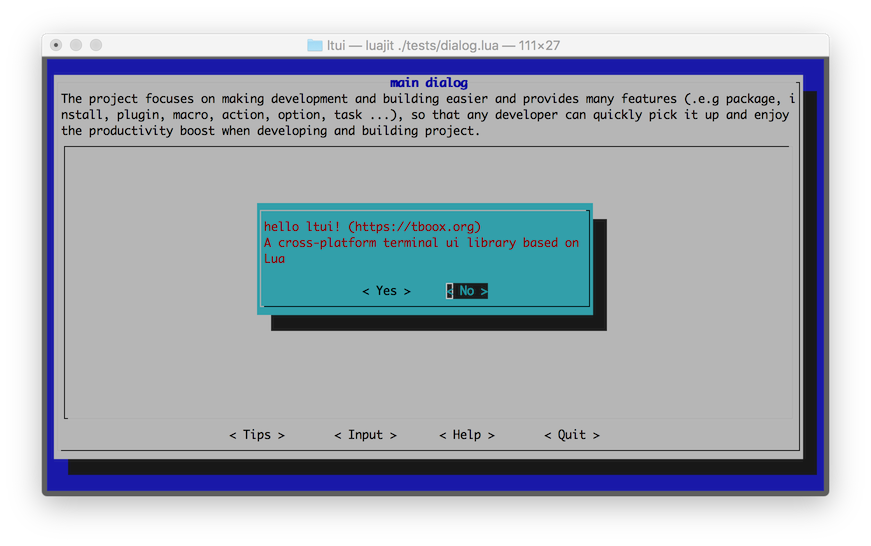 ltui — luajit ./tests/dialog.lua — 111×27
main dialog
The project focuses on making development and building easier and provides many features (.e.g package, i
nstall, plugin, macro, action, option, task ...), so that any developer can quickly pick it up and enjoy
the productivity boost when developing and building project.
hello ltui! (https://tboox.org)
A cross-platform terminal ui library based on
Lua
< Yes > < No >
< Tips > < Input > < Help > < Quit >